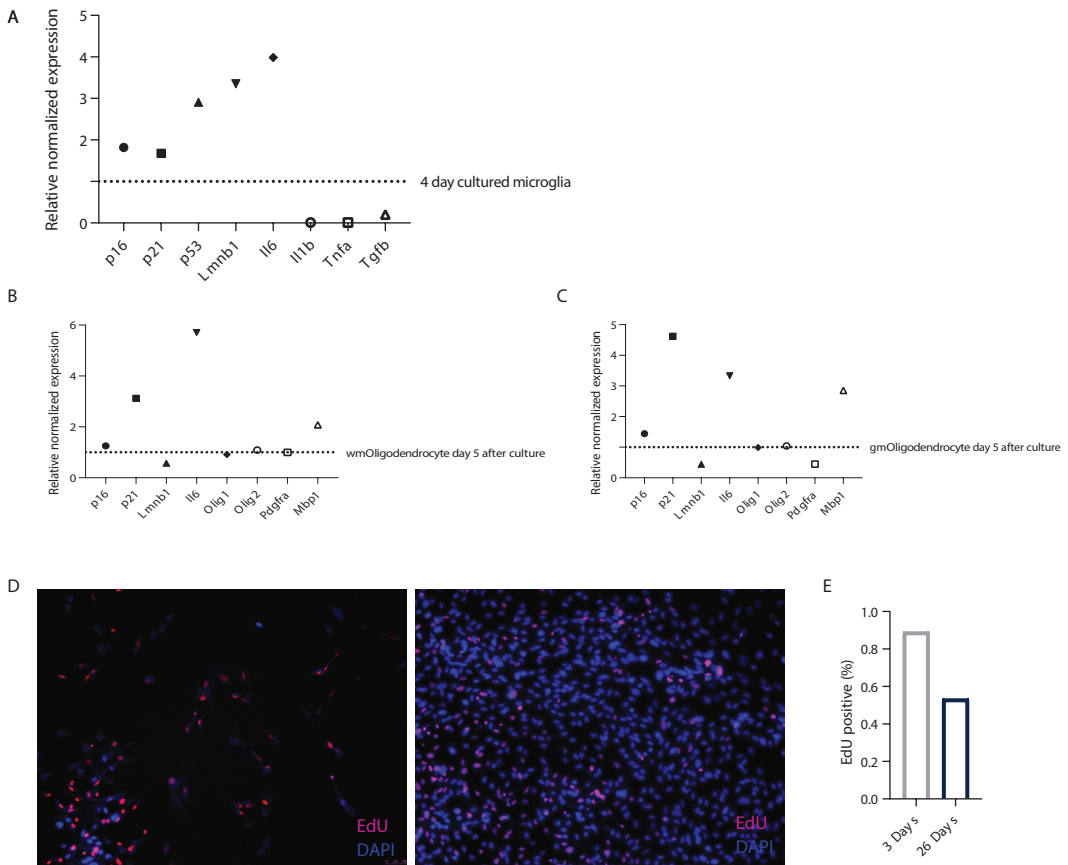 A
Relative normalized expression
5
4
3
2
0
4 day cultured microglia
p16
p21
p53
Lmnb1
Il6
Il1b
Tnfa
Tgfb
B
Relative normalized expression
6
4
2
0
wmOligodendrocyte day 5 after culture
p16
p21
Lmnb1
Il6
Olig1
Olig2
Pdgfra
Mbp1
C
Relative normalized expression
5
4
3
2
1
0
gmOligodendrocyte day 5 after culture
p16
p21
Lmnb1
Il6
Olig1
Olig2
Pdgfra
Mbp1
D
EdU
DAPI
EdU
DAPI
E
EdU positive (%)
1.0
0.8
0.6
0.4
0.2
0.0
3 Days
26 Days